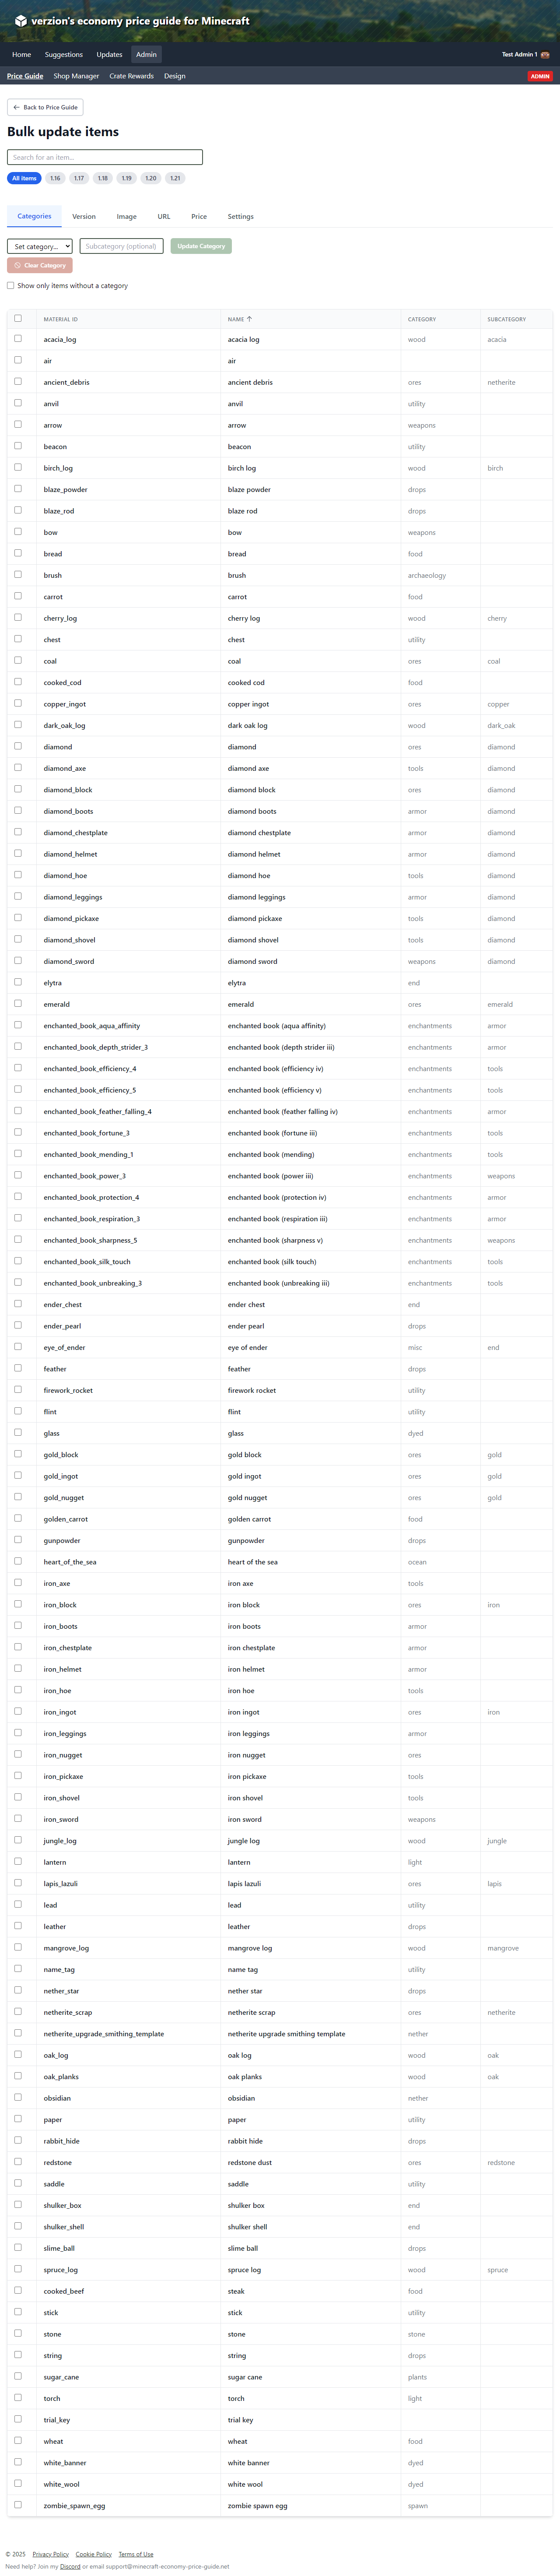 verzion's economy price guide for Minecraft
Home Suggestions Updates Admin Test Admin 1
Price Guide Shop Manager Crate Rewards Design ADMIN
Back to Price Guide
Bulk update items
Search for an item...
All items 1.16 1.17 1.18 1.19 1.20 1.21
Categories Version Image URL Price Settings
Set category... Subcategory (optional) Update Category
Clear Category
Show only items without a category
MATERIAL ID NAME CATEGORY SUBCATEGORY
acacia_log acacia log wood acacia
air air
ancient_debris ancient debris ores netherite
anvil anvil utility
arrow arrow weapons
beacon beacon utility
birch_log birch log wood birch
blaze_powder blaze powder drops
blaze_rod blaze rod drops
bow bow weapons
bread bread food
brush brush archaeology
carrot carrot food
cherry_log cherry log wood cherry
chest chest utility
coal coal ores coal
cooked_cod cooked cod food
copper_ingot copper ingot ores copper
dark_oak_log dark oak log wood dark_oak
diamond diamond ores diamond
diamond_axe diamond axe tools diamond
diamond_block diamond block ores diamond
diamond_boots diamond boots armor diamond
diamond_chestplate diamond chestplate armor diamond
diamond_helmet diamond helmet armor diamond
diamond_hoe diamond hoe tools diamond
diamond_leggings diamond leggings armor diamond
diamond_pickaxe diamond pickaxe tools diamond
diamond_shovel diamond shovel tools diamond
diamond_sword diamond sword weapons diamond
elytra elytra end
emerald emerald ores emerald
enchanted_book_aqua_affinity enchanted book (aqua affinity) enchantments armor
enchanted_book_depth_strider_3 enchanted book (depth strider iii) enchantments armor
enchanted_book_efficiency_4 enchanted book (efficiency iv) enchantments tools
enchanted_book_efficiency_5 enchanted book (efficiency v) enchantments tools
enchanted_book_feather_falling_4 enchanted book (feather falling iv) enchantments armor
enchanted_book_fortune_3 enchanted book (fortune iii) enchantments tools
enchanted_book_mending_1 enchanted book (mending) enchantments tools
enchanted_book_power_3 enchanted book (power iii) enchantments weapons
enchanted_book_protection_4 enchanted book (protection iv) enchantments armor
enchanted_book_respiration_3 enchanted book (respiration iii) enchantments armor
enchanted_book_sharpness_5 enchanted book (sharpness v) enchantments weapons
enchanted_book_silk_touch enchanted book (silk touch) enchantments tools
enchanted_book_unbreaking_3 enchanted book (unbreaking iii) enchantments tools
ender_chest ender chest end
ender_pearl ender pearl drops
eye_of_ender eye of ender misc end
feather feather drops
firework_rocket firework rocket utility
flint flint utility
glass glass dyed
gold_block gold block ores gold
gold_ingot gold ingot ores gold
gold_nugget gold nugget ores gold
golden_carrot golden carrot food
gunpowder gunpowder drops
heart_of_the_sea heart of the sea ocean
iron_axe iron axe tools
iron_block iron block ores iron
iron_boots iron boots armor
iron_chestplate iron chestplate armor
iron_helmet iron helmet armor
iron_hoe iron hoe tools
iron_ingot iron ingot ores iron
iron_leggings iron leggings armor
iron_nugget iron nugget ores
iron_pickaxe iron pickaxe tools
iron_shovel iron shovel tools
iron_sword iron sword weapons
jungle_log jungle log wood jungle
lantern lantern light
lapis_lazuli lapis lazuli ores lapis
lead lead utility
leather leather drops
mangrove_log mangrove log wood mangrove
name_tag name tag utility
nether_star nether star drops
netherite_scrap netherite scrap ores netherite
netherite_upgrade_smithing_template netherite upgrade smithing template nether
oak_log oak log wood oak
oak_planks oak planks wood oak
obsidian obsidian nether
paper paper utility
rabbit_hide rabbit hide drops
redstone redstone dust ores redstone
saddle saddle utility
shulker_box shulker box end
shulker_shell shulker shell end
slime_ball slime ball drops
spruce_log spruce log wood spruce
cooked_beef steak food
stick stick utility
stone stone stone
string string drops
sugar_cane sugar cane plants
torch torch light
trial_key trial key
wheat wheat food
white_banner white banner dyed
white_wool white wool dyed
zombie_spawn_egg zombie spawn egg spawn
© 2025 Privacy Policy Cookie Policy Terms of Use
Need help? Join my Discord or email support@minecraft-economy-price-guide.net